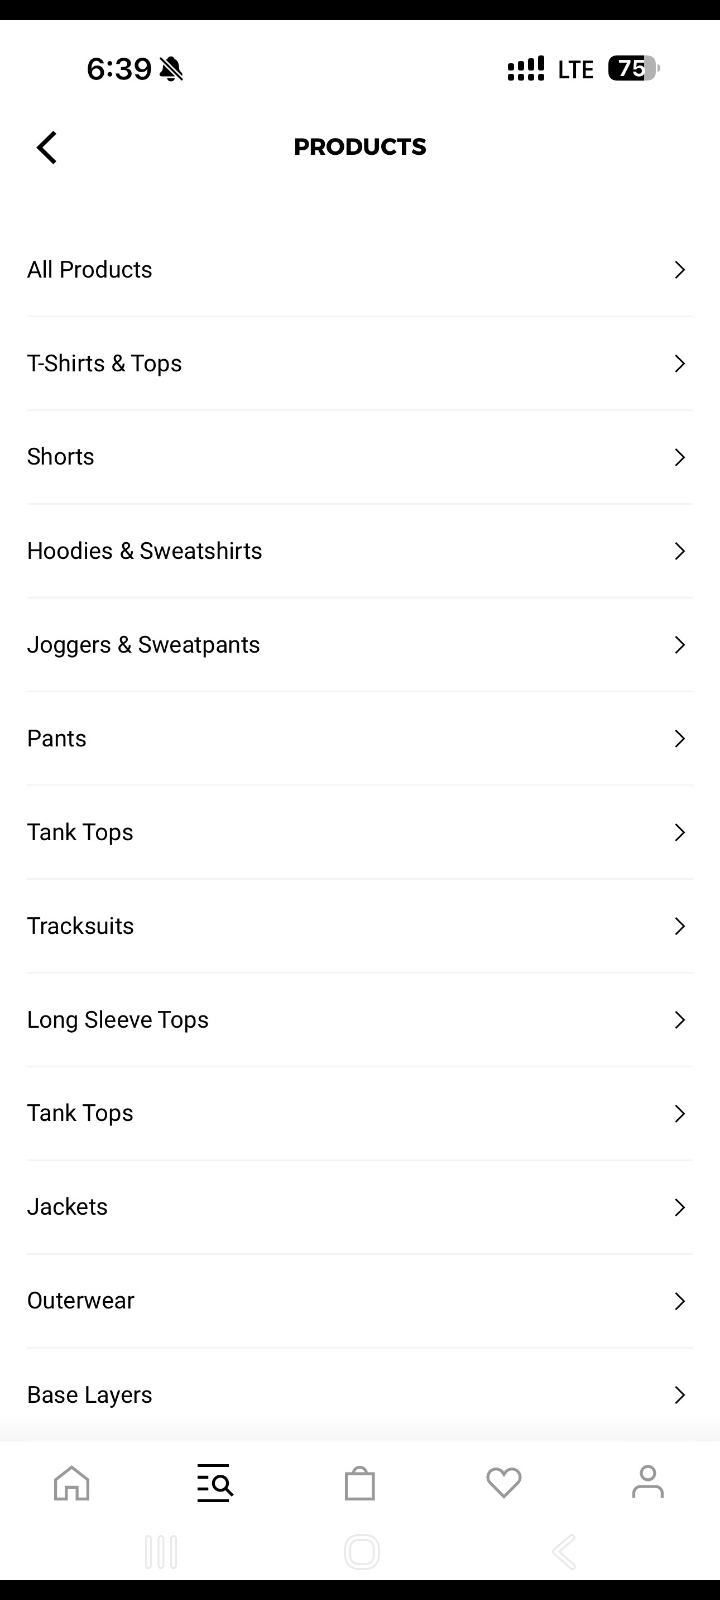 6:39 LTE 75
PRODUCTS
All Products
T-Shirts & Tops
Shorts
Hoodies & Sweatshirts
Joggers & Sweatpants
Pants
Tank Tops
Tracksuits
Long Sleeve Tops
Tank Tops
Jackets
Outerwear
Base Layers